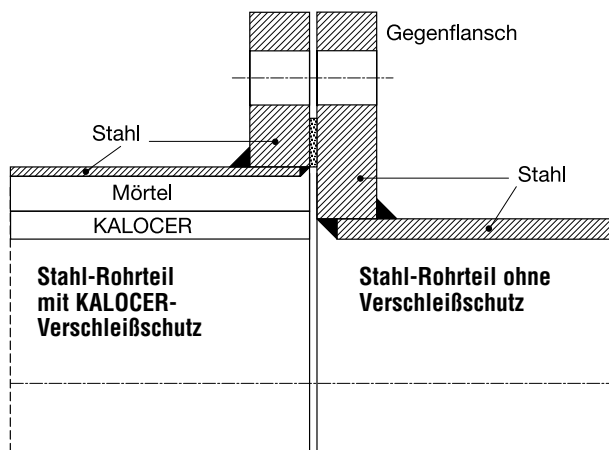 Gegenflansch
Stahl
Mörtel
KALOCER
Stahl
Stahl-Rohrteil
mit KALOCER-
Verschleißschutz
Stahl-Rohrteil ohne
Verschleißschutz